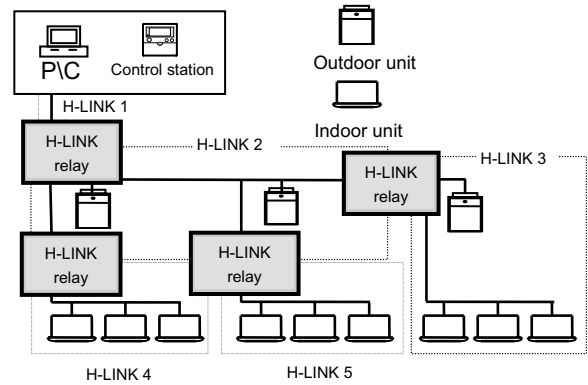 P\C
Control station
Outdoor unit
Indoor unit
H-LINK 1
H-LINK
relay
H-LINK 2
H-LINK
relay
H-LINK 3
H-LINK
relay
H-LINK
relay
H-LINK 4
H-LINK 5